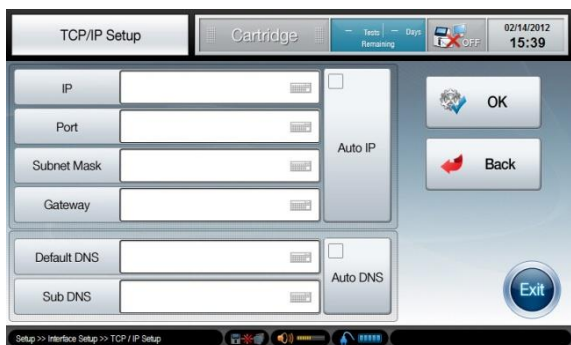 TCP/IP Setup
Cartridge
— Tests — Days
Remaining
OFF
02/14/2012
15:39
IP
Port
Subnet Mask
Gateway
Auto IP
Default DNS
Sub DNS
Auto DNS
OK
Back
Exit
Setup >> Interface Setup >> TCP / IP Setup